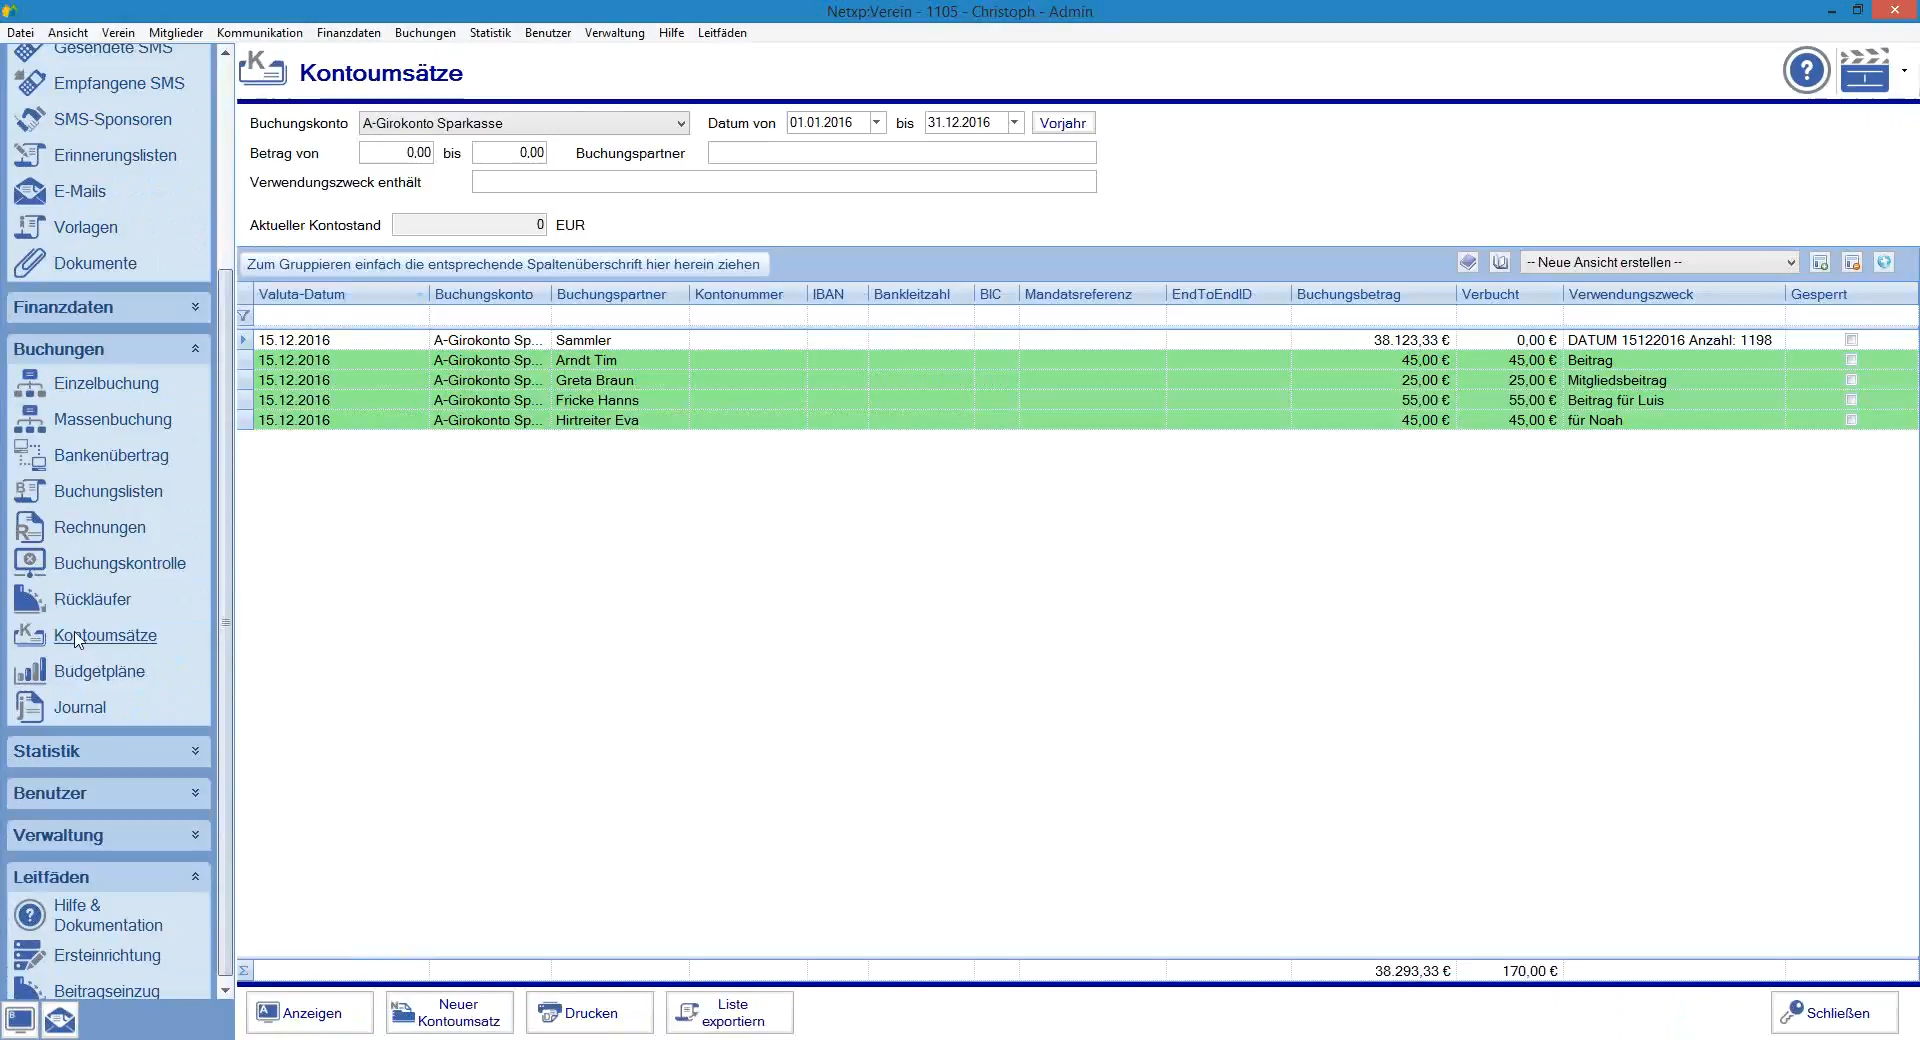 Netxp:Verein - 1105 - Christoph - Admin
Datei Ansicht Verein Mitglieder Kommunikation Finanzdaten Buchungen Statistik Benutzer Verwaltung Hilfe Leitfäden
Gesendete SMS
Empfangene SMS
SMS-Sponsoren
Erinnerungslisten
E-Mails
Vorlagen
Dokumente
Finanzdaten
Buchungen
Einzelbuchung
Massenbuchung
Bankenübertrag
Buchungslisten
Rechnungen
Buchungskontrolle
Rückläufer
Kontoumsätze
Budgetpläne
Journal
Statistik
Benutzer
Verwaltung
Leitfäden
Hilfe &
Dokumentation
Ersteinrichtung
Beitragseinzug
Kontoumsätze
Buchungskonto A-Girokonto Sparkasse Datum von 01.01.2016 bis 31.12.2016 Vorjahr
Betrag von 0,00 bis 0,00 Buchungspartner
Verwendungszweck enthält
Aktueller Kontostand 0 EUR
Zum Gruppieren einfach die entsprechende Spaltenüberschrift hier herein ziehen -- Neue Ansicht erstellen --
Valuta-Datum Buchungskonto Buchungspartner Kontonummer IBAN Bankleitzahl BIC Mandatsreferenz EndToEndID Buchungsbetrag Verbucht Verwendungszweck Gesperrt
15.12.2016 A-Girokonto Sp... Sammler 38.123,33 € 0,00 € DATUM 15122016 Anzahl: 1198
15.12.2016 A-Girokonto Sp... Arndt Tim 45,00 € 45,00 € Beitrag
15.12.2016 A-Girokonto Sp... Greta Braun 25,00 € 25,00 € Mitgliedsbeitrag
15.12.2016 A-Girokonto Sp... Fricke Hanns 55,00 € 55,00 € Beitrag für Luis
15.12.2016 A-Girokonto Sp... Hirtreiter Eva 45,00 € 45,00 € für Noah
Σ 38.293,33 € 170,00 €
Anzeigen
Neuer
Kontoumsatz
Drucken
Liste
exportieren
Schließen